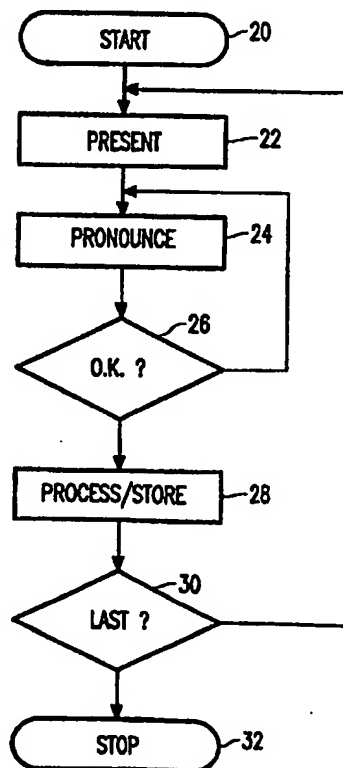 START 20
PRESENT 22
PRONOUNCE 24
26
O.K. ?
PROCESS/STORE 28
30
LAST ?
STOP 32